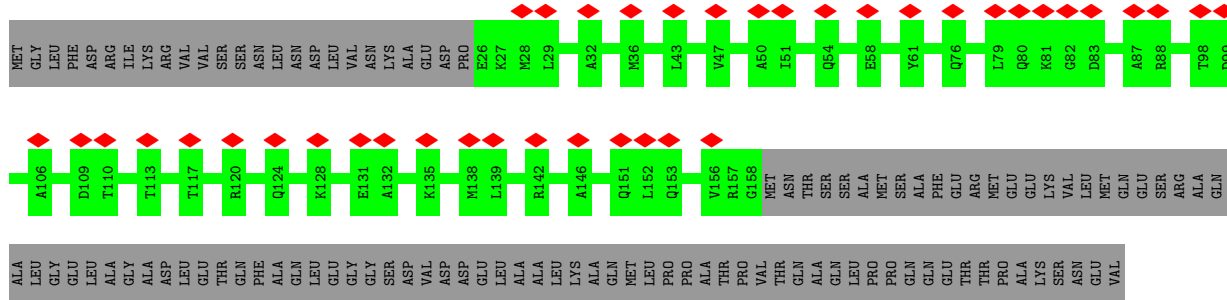 MET GLY LEU PHE ASP ARG ILE LYS ARG VAL VAL SER SER ASN LEU ASN ASP LEU VAL ASN LYS ALA GLU ASP PRO E26 K27 M28 L29 A32 M36 L43 V47 A50 I51 Q54 E58 Y61 Q76 L79 Q80 K81 G82 D83 A87 R88 T98 D99
A106 D109 T110 T113 T117 R120 Q124 K128 E131 A132 K135 M138 L139 R142 A146 Q151 L152 Q153 V156 R157 G158 MET ASN THR SER SER ALA MET SER ALA PHE GLU ARG MET GLU GLU LYS VAL LEU MET GLN GLU SER ARG ALA GLN
ALA LEU GLY GLU LEU ALA GLY ALA ASP LEU GLU THR GLN PHE ALA GLN LEU GLU GLY GLY SER ASP VAL ASP ASP GLU LEU ALA ALA LEU LYS ALA GLN MET LEU PRO PRO ALA THR PRO VAL THR GLN ALA GLN LEU PRO PRO GLN GLN GLU THR THR PRO ALA LYS SER ASN GLU VAL